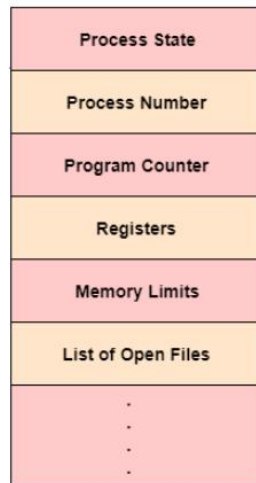 Process State
Process Number
Program Counter
Registers
Memory Limits
List of Open Files
.
.
.
.